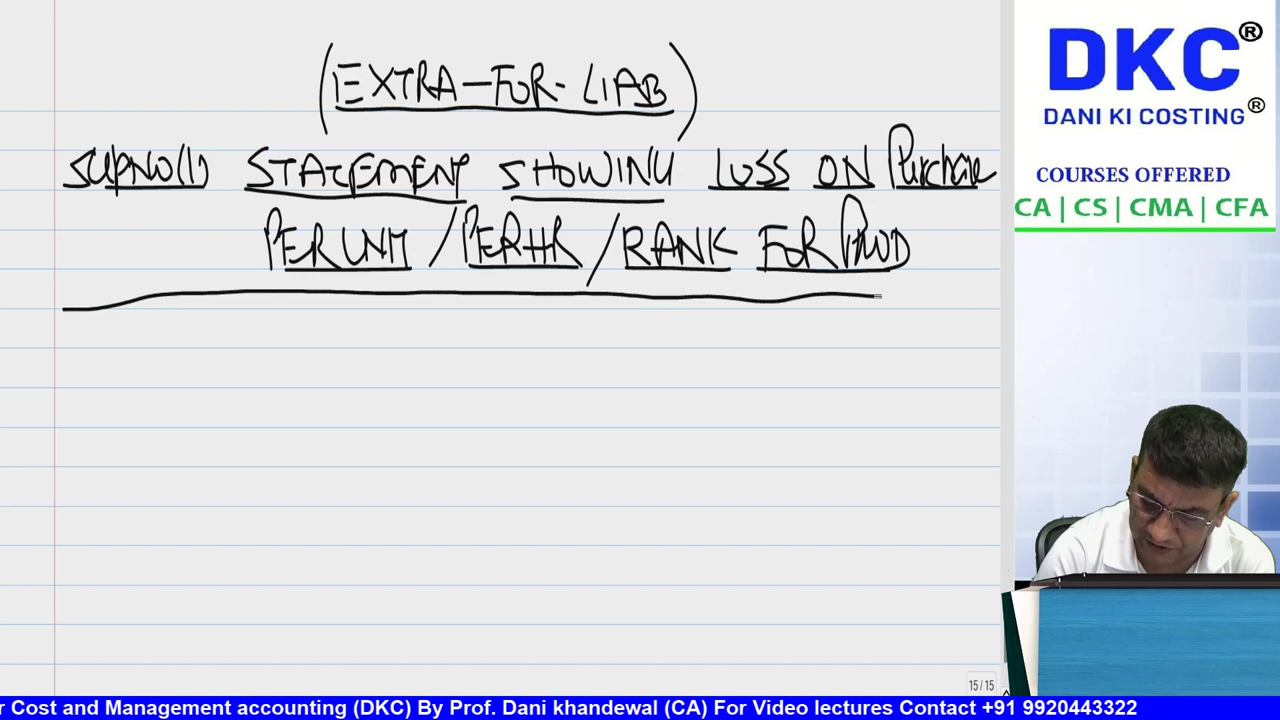 (EXTRA-FOR-LIAB)
STATEMENT SHOWING LOSS ON Purchase
PER UNIT / PER HR / RANK FOR PROD
DKC®
DANI KI COSTING®
COURSES OFFERED
CA | CS | CMA | CFA
15/15
r Cost and Management accounting (DKC) By Prof. Dani khandewal (CA) For Video lectures Contact +91 9920443322